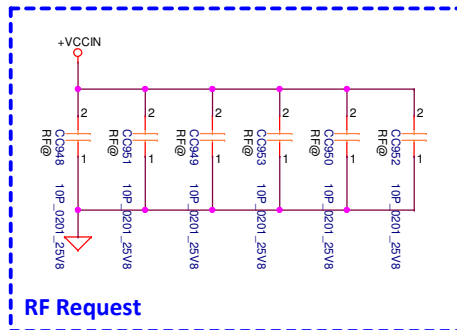 +VCCIN
2
1
CC948
RF@
10P_0201_25V8
2
1
CC951
RF@
10P_0201_25V8
2
1
CC949
RF@
10P_0201_25V8
2
1
CC953
RF@
10P_0201_25V8
2
1
CC950
RF@
10P_0201_25V8
2
1
CC952
RF@
10P_0201_25V8
RF Request